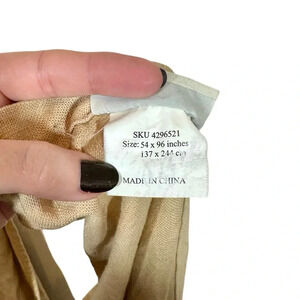 SKU 4296521
Size: 54 x 96 inches
137 x 244 cm
MADE IN CHINA